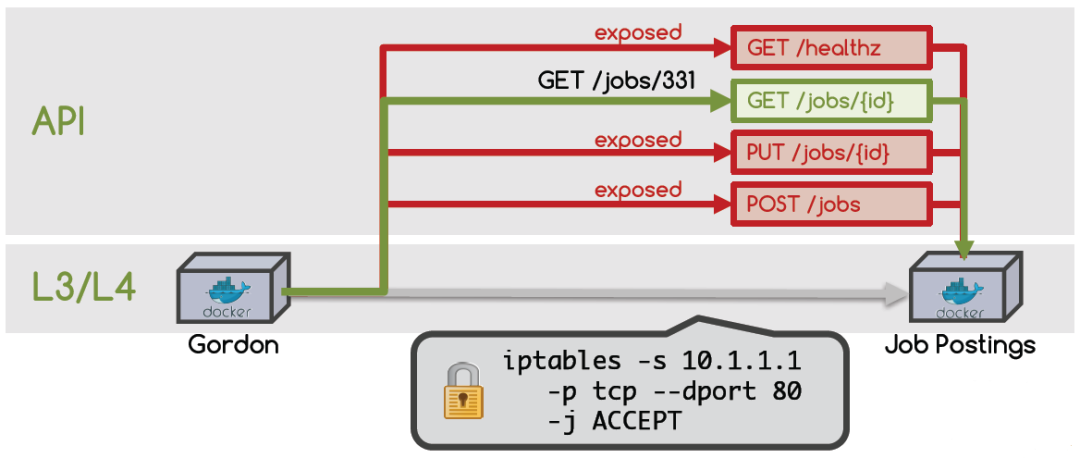 exposed
GET /healthz
GET /jobs/331
GET /jobs/{id}
API
exposed
PUT /jobs/{id}
exposed
POST /jobs
L3/L4
docker
docker
Gordon
Job Postings
iptables -s 10.1.1.1
-p tcp --dport 80
-j ACCEPT